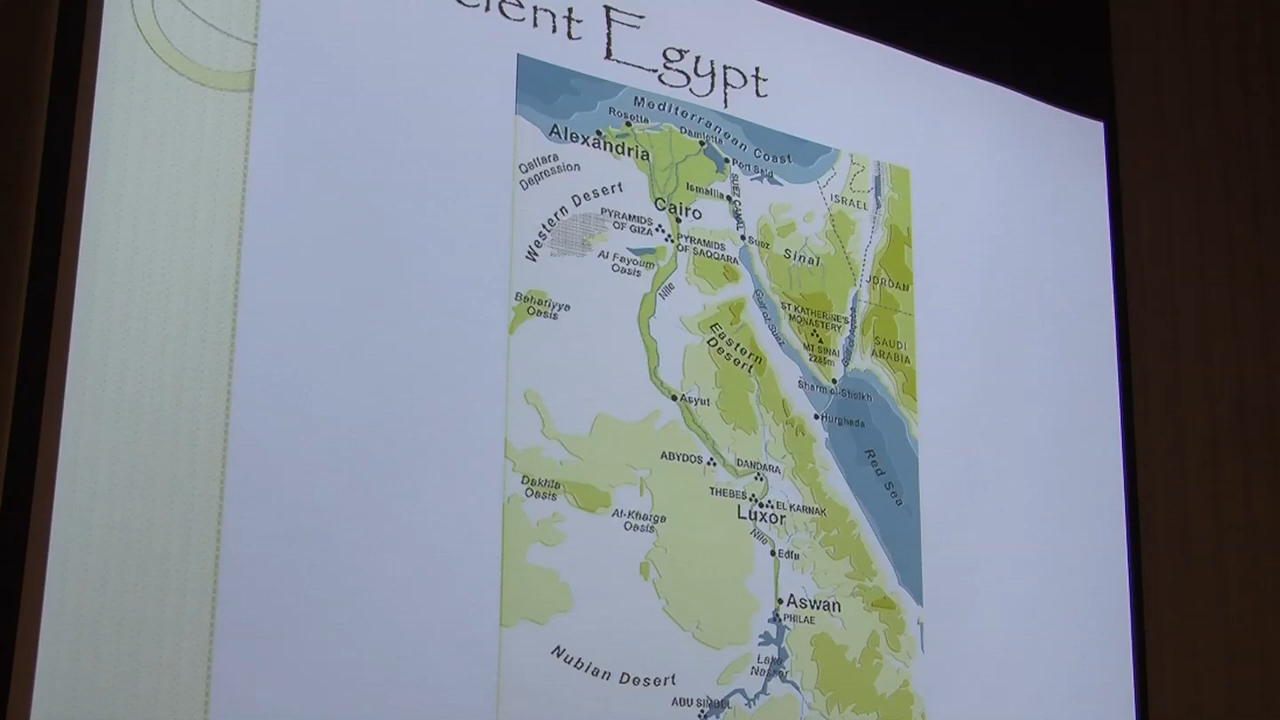 cient Egypt
Mediterranean Coast
Rosetta
Damietta
Alexandria
Port Said
Qattara
Depression
Ismailia
SUEZ CANAL
ISRAEL
Western Desert
Cairo
PYRAMIDS
OF GIZA
Suez
PYRAMIDS
OF SAQQARA
Sinai
Al Fayoum
Oasis
Nile
JORDAN
Bahariyya
Oasis
Gulf of Suez
ST KATHERINE'S
MONASTERY
Gulf of Aqaba
Eastern
Desert
MT SINAI
2285m
SAUDI
ARABIA
Sharm el-Sheikh
Asyut
Hurghada
ABYDOS
DANDARA
Red Sea
Dakhla
Oasis
THEBES
EL KARNAK
Al-Kharga
Oasis
Luxor
Nile
Edfu
Aswan
PHILAE
Nubian Desert
Lake
Nasser
ABU SIMBEL